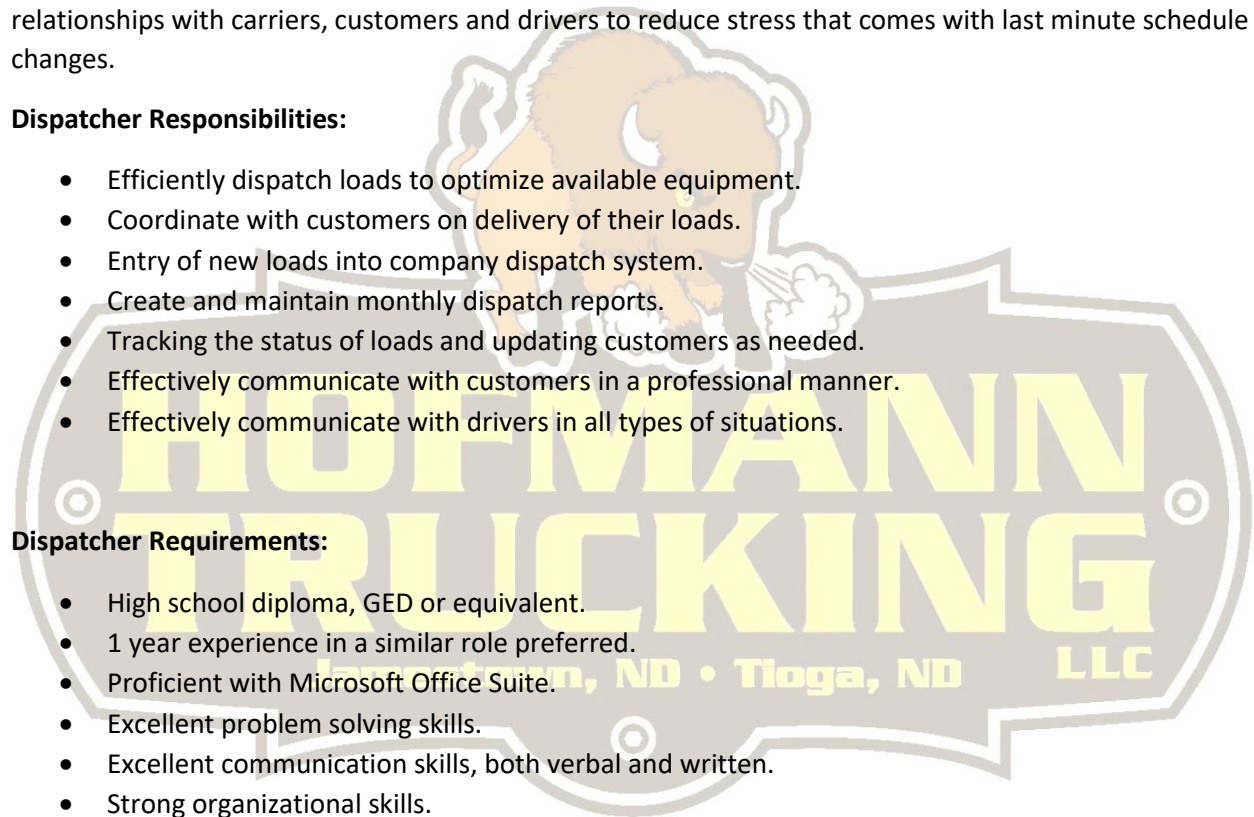 relationships with carriers, customers and drivers to reduce stress that comes with last minute schedule
changes.
Dispatcher Responsibilities:
• Efficiently dispatch loads to optimize available equipment.
• Coordinate with customers on delivery of their loads.
• Entry of new loads into company dispatch system.
• Create and maintain monthly dispatch reports.
• Tracking the status of loads and updating customers as needed.
• Effectively communicate with customers in a professional manner.
• Effectively communicate with drivers in all types of situations.
HOFMANN
TRUCKING
Dispatcher Requirements:
• High school diploma, GED or equivalent.
• 1 year experience in a similar role preferred.
Jamestown, ND • Tioga, ND LLC
• Proficient with Microsoft Office Suite.
• Excellent problem solving skills.
• Excellent communication skills, both verbal and written.
• Strong organizational skills.